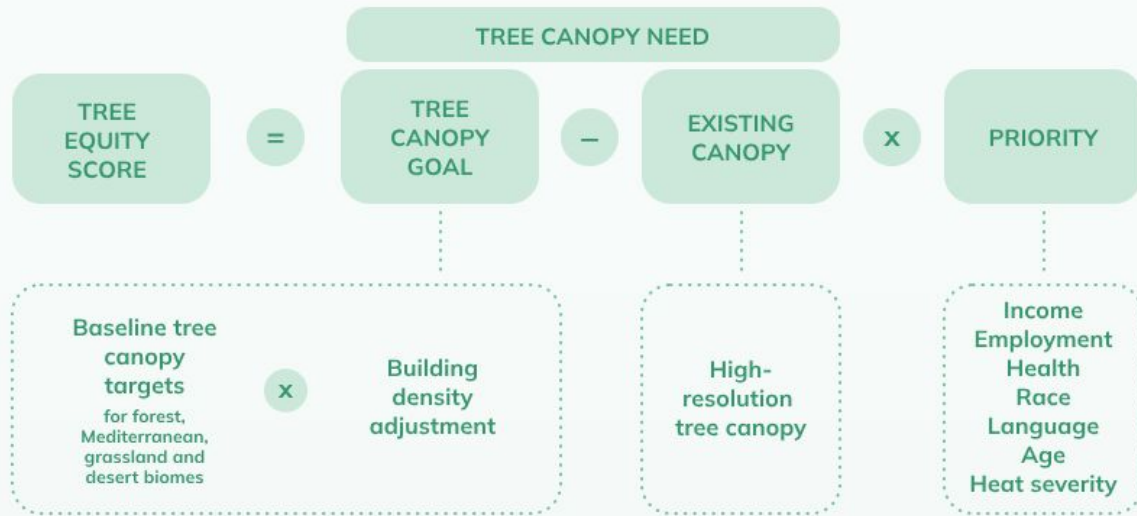 TREE CANOPY NEED
TREE
EQUITY
SCORE
=
TREE
CANOPY
GOAL
–
EXISTING
CANOPY
x
PRIORITY
Baseline tree
canopy
targets
for forest,
Mediterranean,
grassland and
desert biomes
x
Building
density
adjustment
High-
resolution
tree canopy
Income
Employment
Health
Race
Language
Age
Heat severity